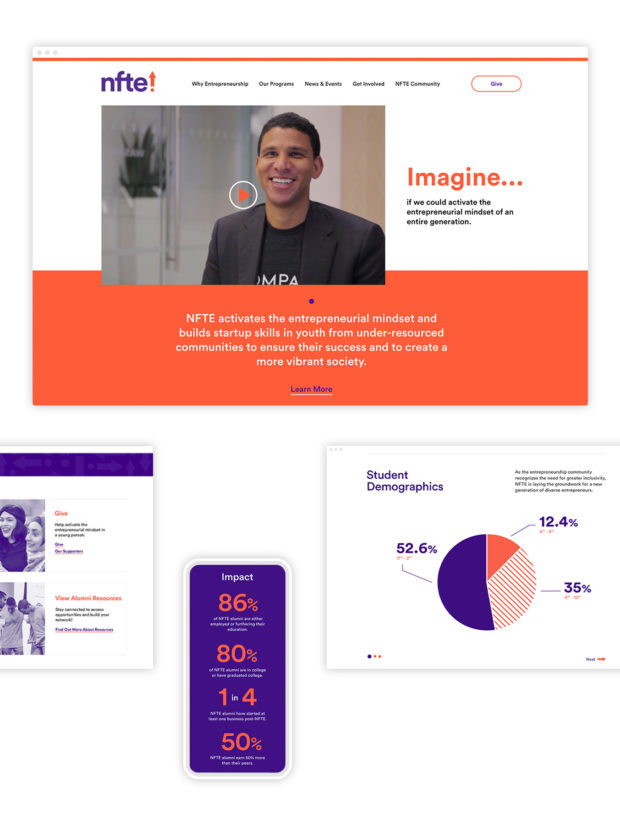 nfte!
Why Entrepreneurship
Our Programs
News & Events
Get Involved
NFTE Community
Give
Imagine...
if we could activate the
entrepreneurial mindset of an
entire generation.
OMPA
NFTE activates the entrepreneurial mindset and
builds startup skills in youth from under-resourced
communities to ensure their success and to create a
more vibrant society.
Learn More
Give
Help activate the
entrepreneurial mindset in
a young person.
Give
Our Supporters
View Alumni Resources
Stay connected to access
opportunities and build your
network!
Find Out More About Resources
Impact
86%
of NFTE alumni are either
employed or furthering their
education.
80%
of NFTE alumni are in college
or have graduated college.
1 in 4
NFTE alumni have started at
least one business post-NFTE.
50%
NFTE alumni earn 50% more
than their peers.
Student
Demographics
As the entrepreneurship community
recognizes the need for greater inclusivity,
NFTE is laying the groundwork for a new
generation of diverse entrepreneurs.
12.4%
52.6%
35%
Next